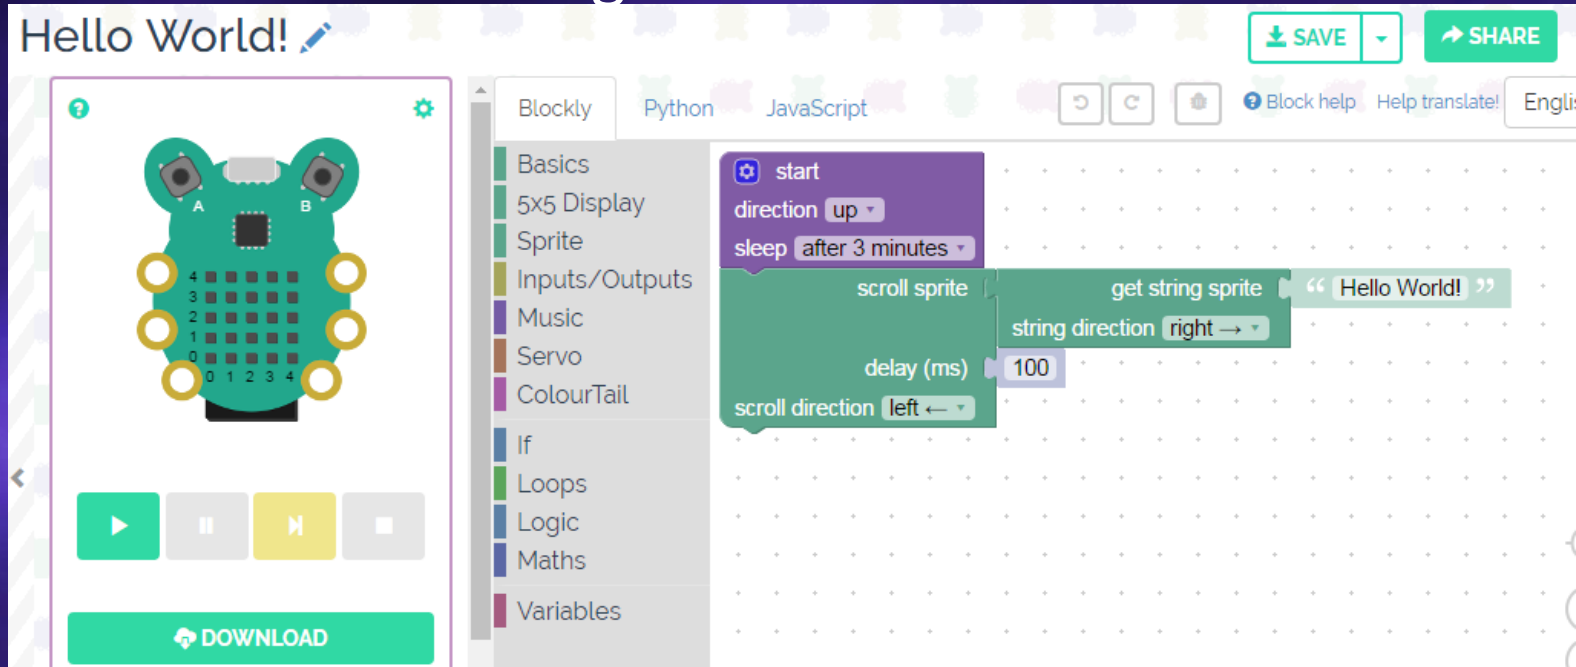 Hello World!
SAVE
SHARE
Blockly
Python
JavaScript
Block help
Help translate!
A
B
4
3
2
1
0
0 1 2 3 4
DOWNLOAD
Basics
5x5 Display
Sprite
Inputs/Outputs
Music
Servo
ColourTail
If
Loops
Logic
Maths
Variables
start
direction up
sleep after 3 minutes
scroll sprite get string sprite “ Hello World! ”
string direction right →
delay (ms) 100
scroll direction left ←